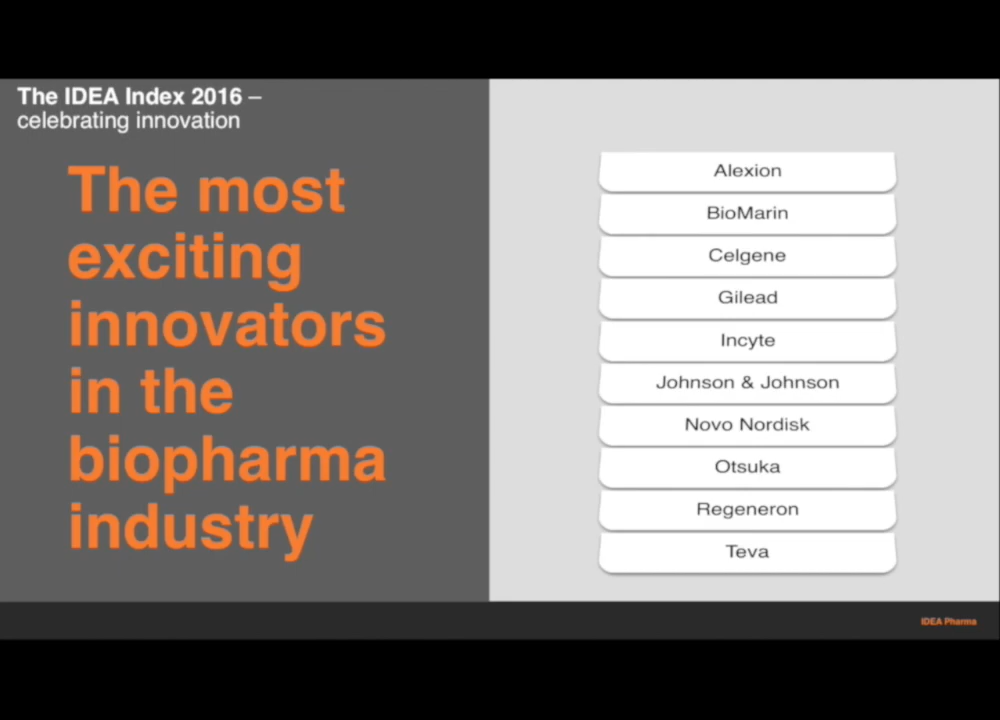 The IDEA Index 2016 –
celebrating innovation
The most
exciting
innovators
in the
biopharma
industry
Alexion
BioMarin
Celgene
Gilead
Incyte
Johnson & Johnson
Novo Nordisk
Otsuka
Regeneron
Teva
IDEA Pharma